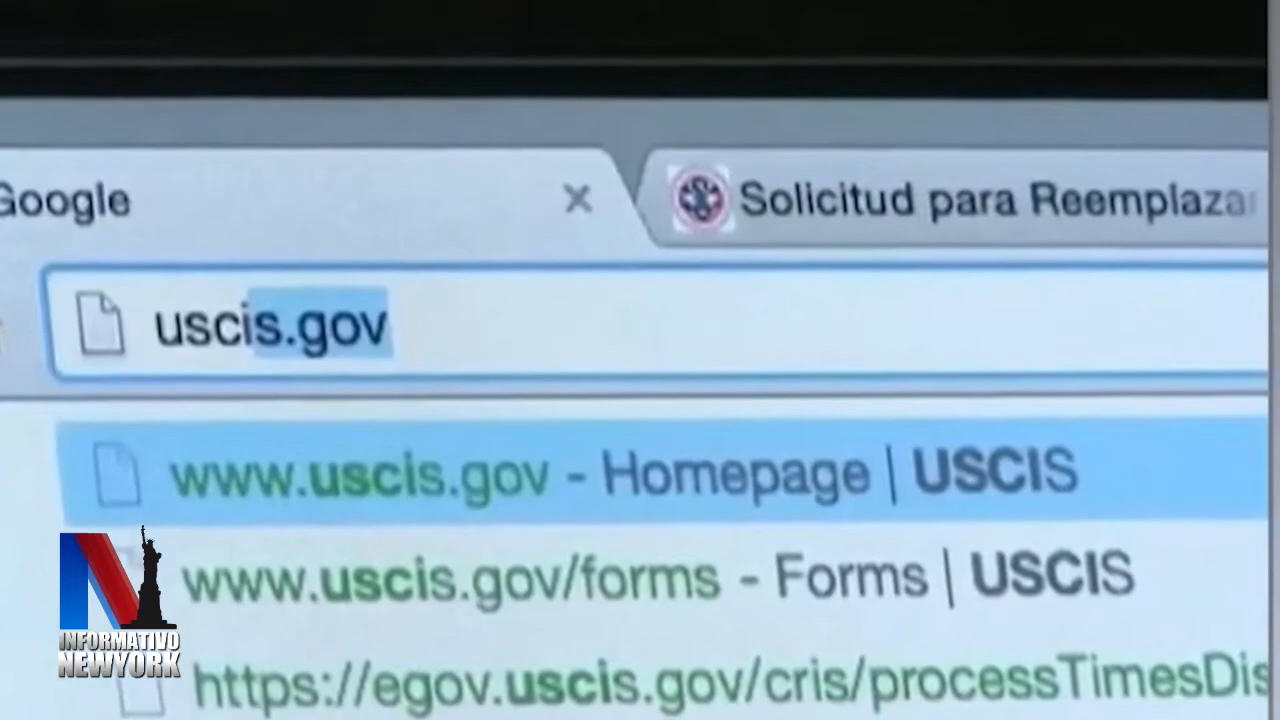 Google
Solicitud para Reemplazar
uscis.gov
www.uscis.gov - Homepage | USCIS
www.uscis.gov/forms - Forms | USCIS
https://egov.uscis.gov/cris/processTimesDis
INFORMATIVO
NEWYORK